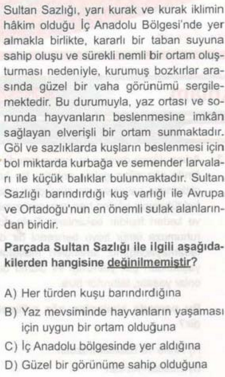 Sultan Sazlığı, yarı kurak ve kurak iklimin
hâkim olduğu İç Anadolu Bölgesi'nde yer
almakla birlikte, kararlı bir taban suyuna
sahip oluşu ve sürekli nemli bir ortam oluş-
turması nedeniyle, kurumuş bozkırlar ara-
sında güzel bir vaha görünümü sergile-
mektedir. Bu durumuyla, yaz ortası ve so-
nunda hayvanların beslenmesine imkân
sağlayan elverişli bir ortam sunmaktadır.
Göl ve sazlıklarda kuşların beslenmesi için
bol miktarda kurbağa ve semender larvala-
rı ile küçük balıklar bulunmaktadır. Sultan
Sazlığı barındırdığı kuş varlığı ile Avrupa
ve Ortadoğu'nun en önemli sulak alanların-
dan biridir.
Parçada Sultan Sazlığı ile ilgili aşağıda-
kilerden hangisine değinilmemiştir?
A) Her türden kuşu barındırdığına
B) Yaz mevsiminde hayvanların yaşaması
için uygun bir ortam olduğuna
C) İç Anadolu bölgesinde yer aldığına
D) Güzel bir görünüme sahip olduğuna